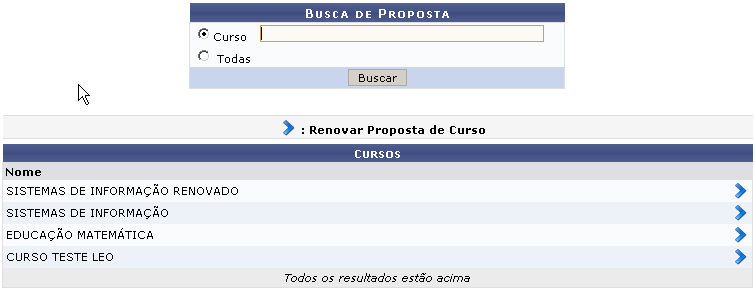 Busca de Proposta
Curso
Todas
Buscar
: Renovar Proposta de Curso
Cursos
Nome
SISTEMAS DE INFORMAÇÃO RENOVADO
SISTEMAS DE INFORMAÇÃO
EDUCAÇÃO MATEMÁTICA
CURSO TESTE LEO
Todos os resultados estão acima